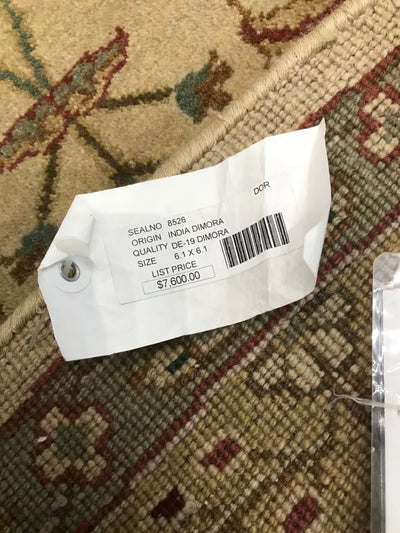 DOR
SEALNO 8526
ORIGIN INDIA DIMORA
QUALITY DE-19 DIMORA
SIZE 6.1 X 6.1
LIST PRICE
$7,600.00